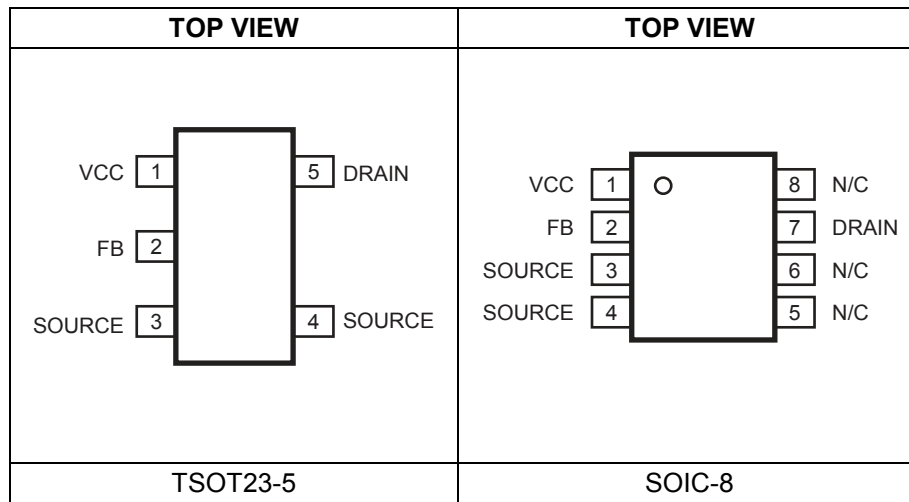 TOP VIEW
TOP VIEW
VCC 1
5 DRAIN
FB 2
SOURCE 3
4 SOURCE
VCC 1
8 N/C
FB 2
7 DRAIN
SOURCE 3
6 N/C
SOURCE 4
5 N/C
TSOT23-5
SOIC-8